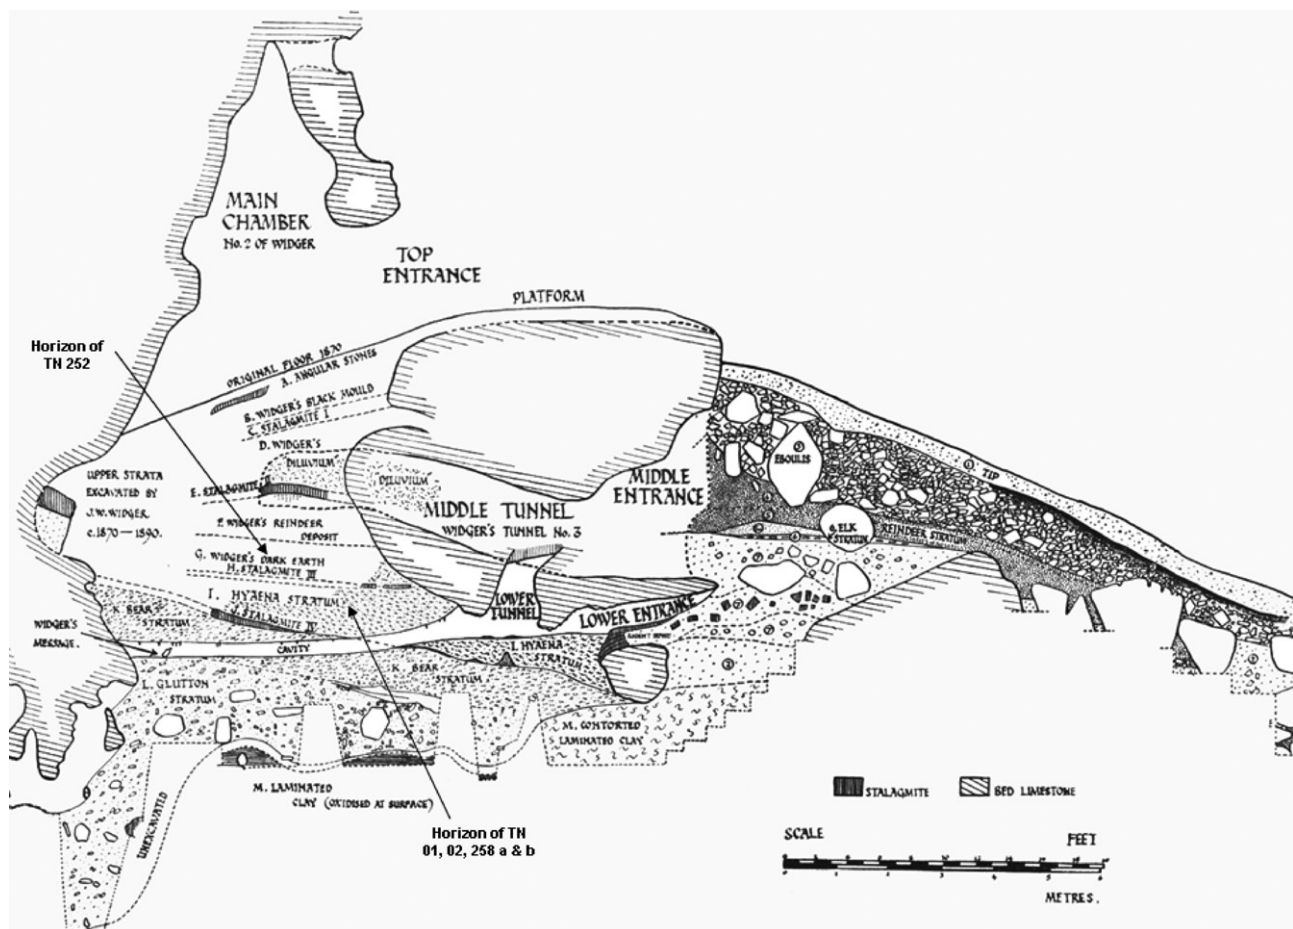 MAIN
CHAMBER
No. 2 OF WIDGER
TOP
ENTRANCE
PLATFORM
Horizon of
TN 252
ORIGINAL FLOOR 1870
A. ANGULAR STONES
B. WIDGER'S BLACK MOULD
C. STALAGMITE I
D. WIDGER'S
DILUVIUM
DILUVIUM
E. STALAGMITE II
UPPER STRATA
EXCAVATED BY
J.W. WIDGER
c.1870—1890.
F. WIDGER'S REINDEER
DEPOSIT
G. WIDGER'S DARK EARTH
H. STALAGMITE III
MIDDLE
ENTRANCE
MIDDLE TUNNEL
WIDGER'S TUNNEL No. 3
EBOULIS
TIP
6. ELK
STRATUM
REINDEER STRATUM
I. HYAENA STRATUM
J. STALAGMITE IV
K. BEAR
STRATUM
LOWER
TUNNEL
LOWER ENTRANCE
WIDGER'S
MESSAGE.
CAVITY
I. HYAENA
STRATUM
K. BEAR
STRATUM
L. GLUTTON
STRATUM
M. CONTORTED
LAMINATED CLAY
M. LAMINATED
CLAY (OXIDISED AT SURFACE)
UNEXCAVATED
Horizon of TN
01, 02, 258 a & b
STALAGMITE
BED LIMESTONE
SCALE
FEET
METRES.